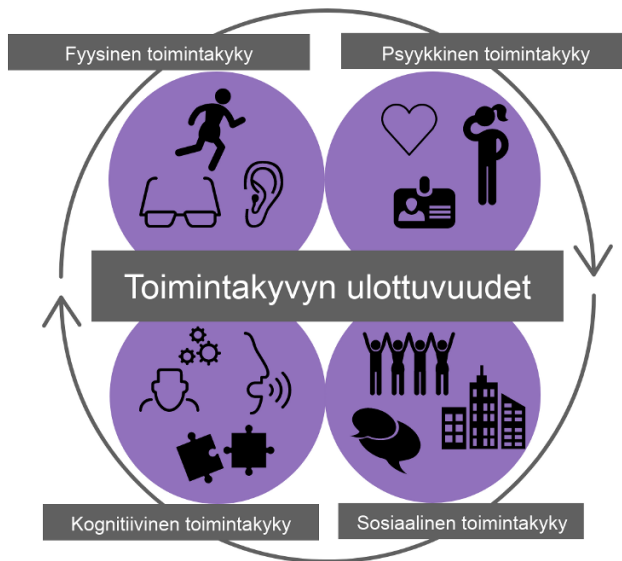 Fyysinen toimintakyky
Psyykkinen toimintakyky
Toimintakyvyn ulottuvuudet
Kognitiivinen toimintakyky
Sosiaalinen toimintakyky